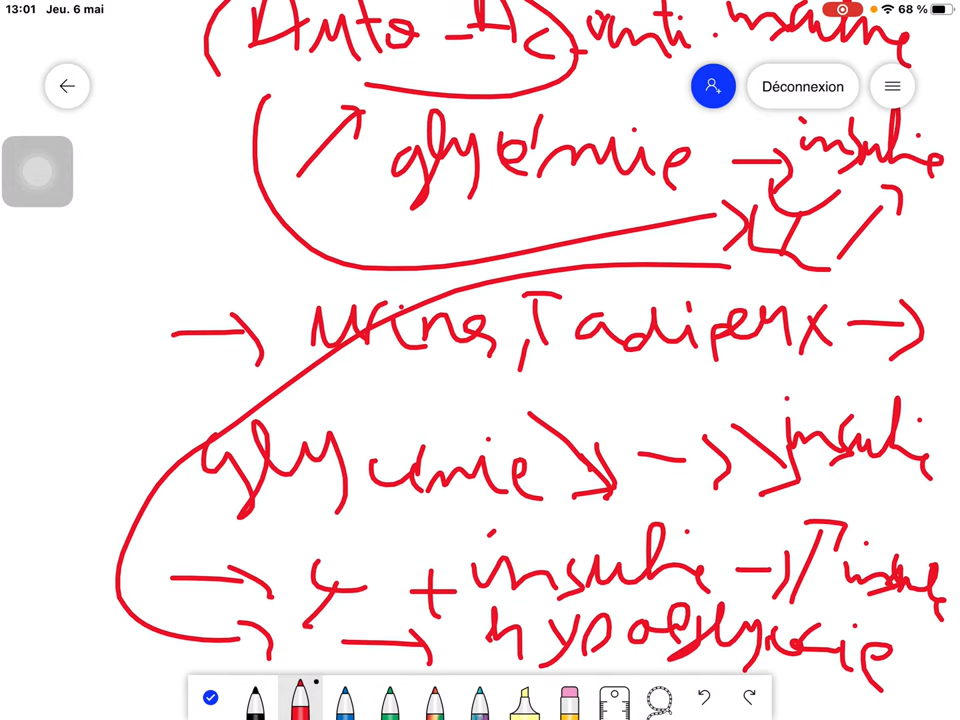 13:01 Jeu. 6 mai 68 %
(Auto-Ac) anti. insuline
Déconnexion
↗ glycémie → insuline
↗
→ urines, T adipeux →
glycémie ↘ → ↘ insuline
→ Y + insuline → ↗ insuline
→ hypoglycémie